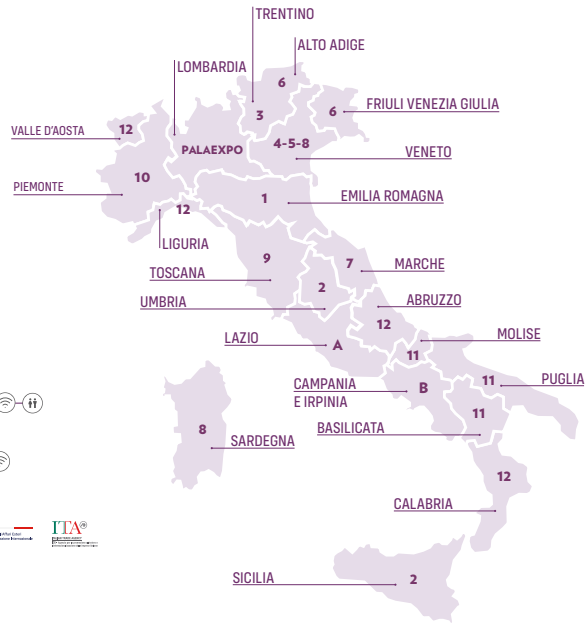 TRENTINO
ALTO ADIGE
LOMBARDIA
6
FRIULI VENEZIA GIULIA
6
3
VALLE D'AOSTA
12
4-5-8
PALAEXPO
VENETO
PIEMONTE
10
1
EMILIA ROMAGNA
12
LIGURIA
9
7
MARCHE
TOSCANA
2
UMBRIA
ABRUZZO
12
MOLISE
LAZIO
A
11
11
PUGLIA
CAMPANIA
E IRPINIA
B
11
BASILICATA
8
SARDEGNA
12
CALABRIA
ITA®
SICILIA
2